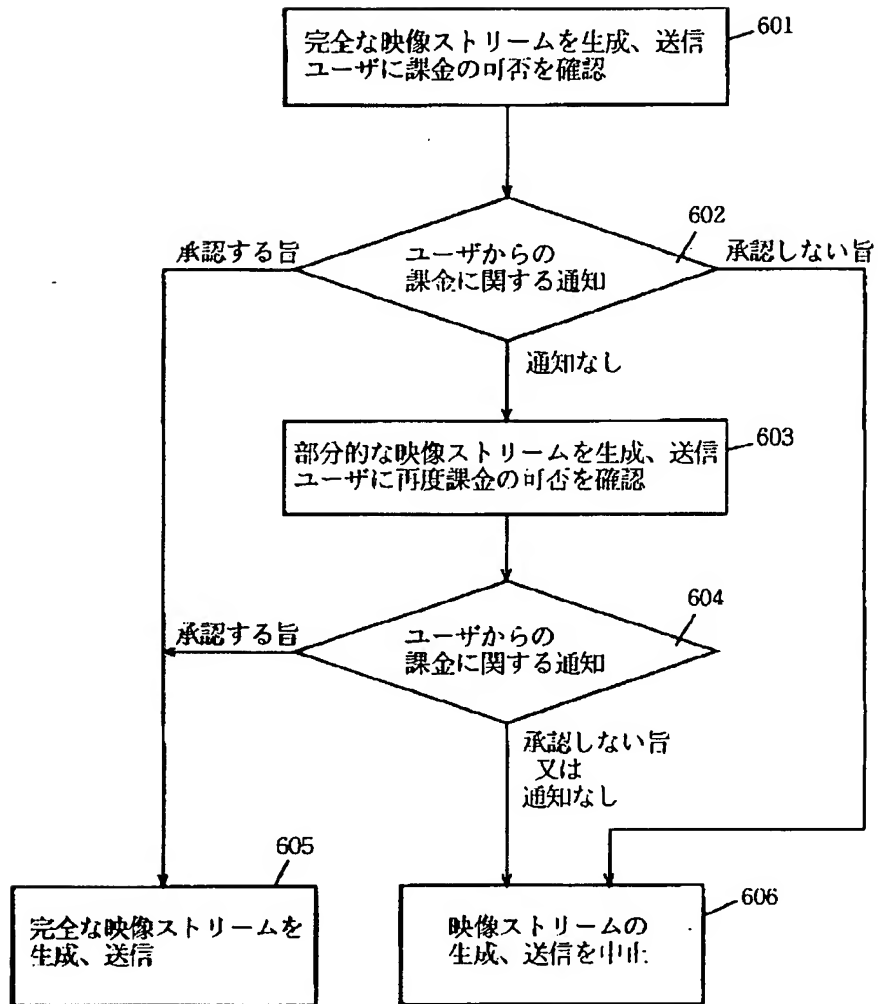 完全な映像ストリームを生成、送信
ユーザに課金の可否を確認
601
602
承認する旨
ユーザからの
課金に関する通知
承認しない旨
通知なし
部分的な映像ストリームを生成、送信
ユーザに再度課金の可否を確認
603
604
承認する旨
ユーザからの
課金に関する通知
承認しない旨
又は
通知なし
605
完全な映像ストリームを
生成、送信
606
映像ストリームの
生成、送信を中止